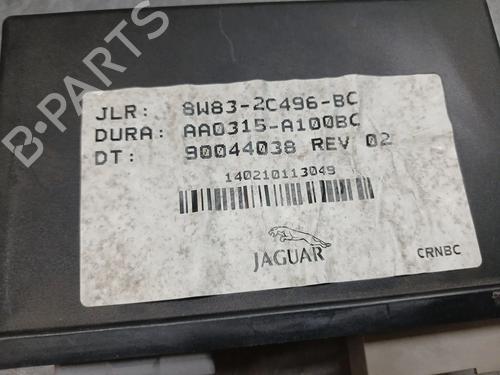 JLR: 8W83-2C496-BC
DURA: AA0315-A100BC
DT: 90044038 REV 02
140210113049
JAGUAR
CRNBC
B-PARTS